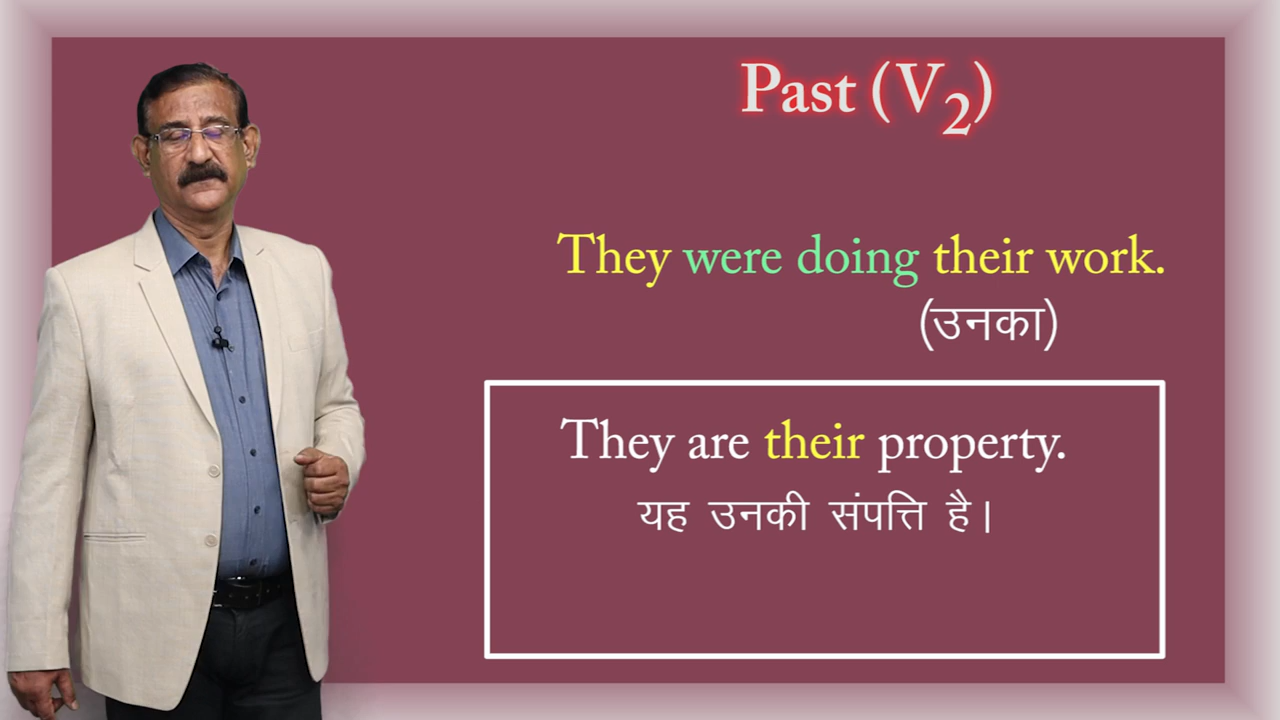 Past (V2)
They were doing their work.
(उनका)
They are their property.
यह उनकी संपत्ति है।